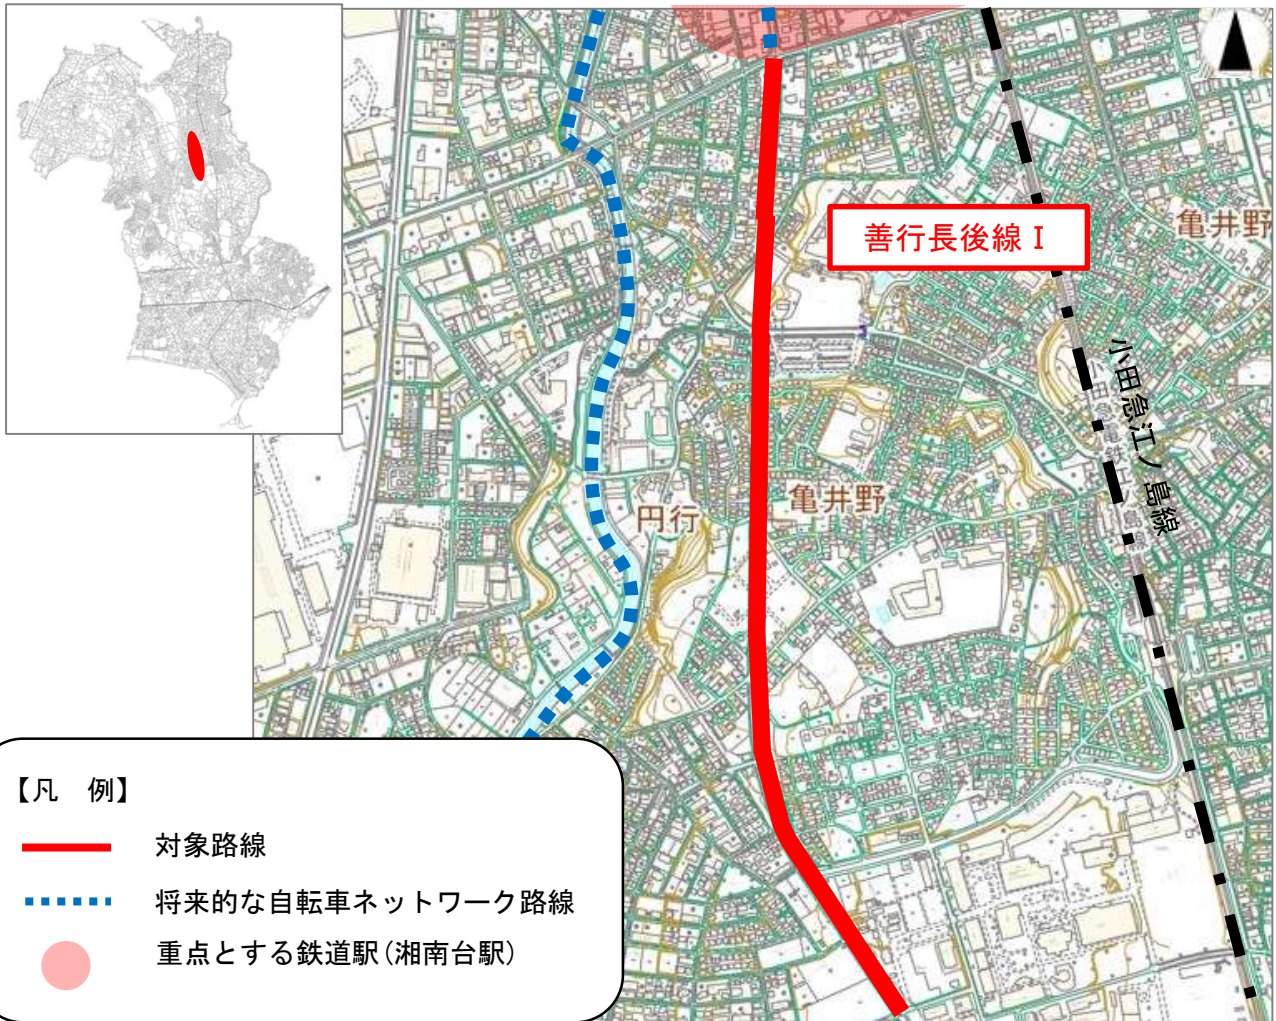 善行長後線Ⅰ
亀井野
小田急江ノ島線
亀井野
円行
【凡　例】
対象路線
将来的な自転車ネットワーク路線
重点とする鉄道駅(湘南台駅)